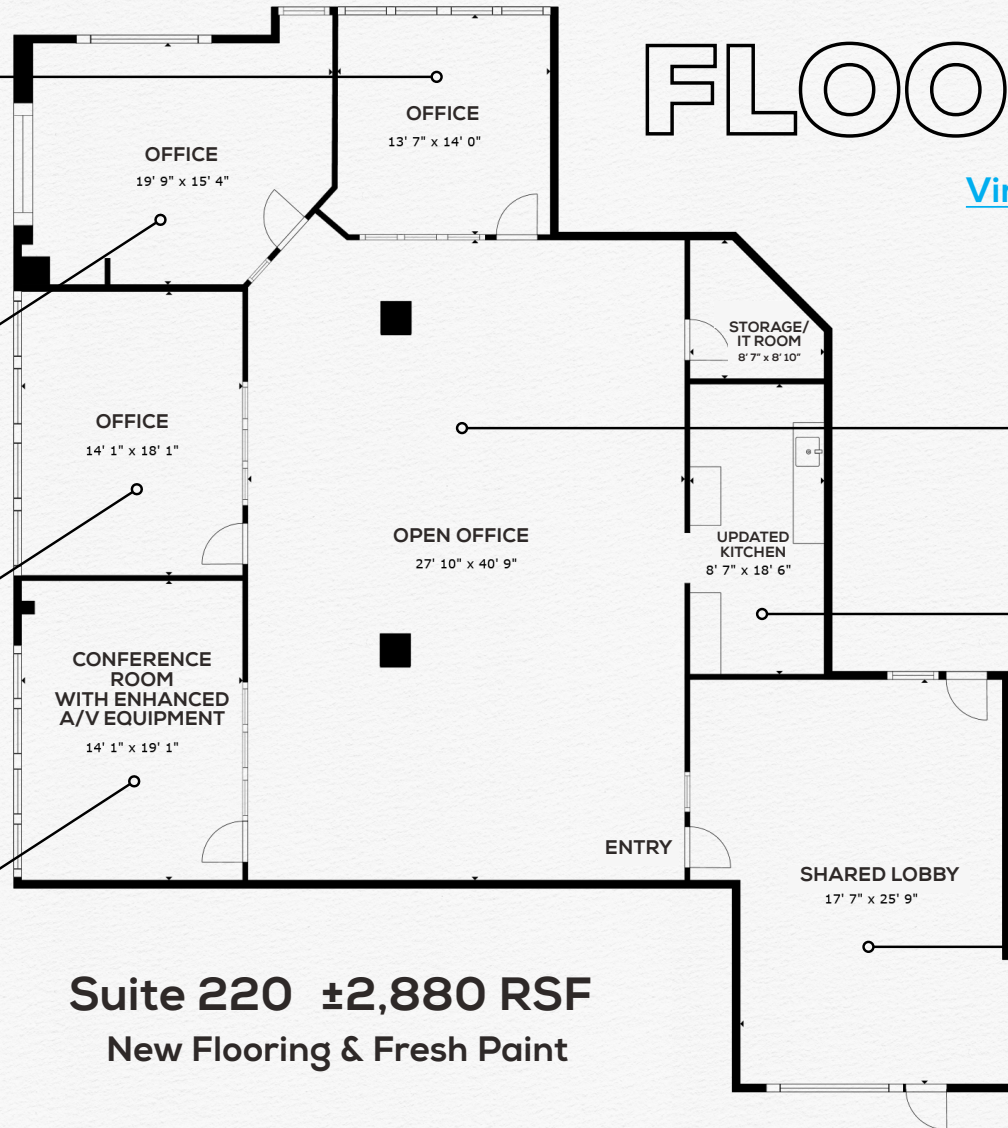 FLOO
Vir
OFFICE
13' 7" x 14' 0"
OFFICE
19' 9" x 15' 4"
STORAGE/
IT ROOM
8' 7" x 8' 10"
OFFICE
14' 1" x 18' 1"
OPEN OFFICE
27' 10" x 40' 9"
UPDATED
KITCHEN
8' 7" x 18' 6"
CONFERENCE
ROOM
WITH ENHANCED
A/V EQUIPMENT
14' 1" x 19' 1"
ENTRY
SHARED LOBBY
17' 7" x 25' 9"
Suite 220 ±2,880 RSF
New Flooring & Fresh Paint